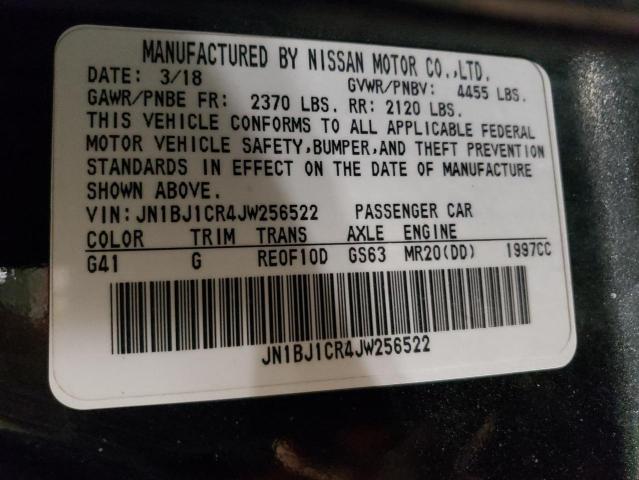 MANUFACTURED BY NISSAN MOTOR CO.,LTD.
DATE: 3/18 GVWR/PNBV: 4455 LBS.
GAWR/PNBE FR: 2370 LBS. RR: 2120 LBS.
THIS VEHICLE CONFORMS TO ALL APPLICABLE FEDERAL
MOTOR VEHICLE SAFETY,BUMPER,AND THEFT PREVENTION
STANDARDS IN EFFECT ON THE DATE OF MANUFACTURE
SHOWN ABOVE.
VIN:JN1BJ1CR4JW256522 PASSENGER CAR
COLOR TRIM TRANS AXLE ENGINE
G41 G RE0F10D GS63 MR20(DD) 1997CC
JN1BJ1CR4JW256522